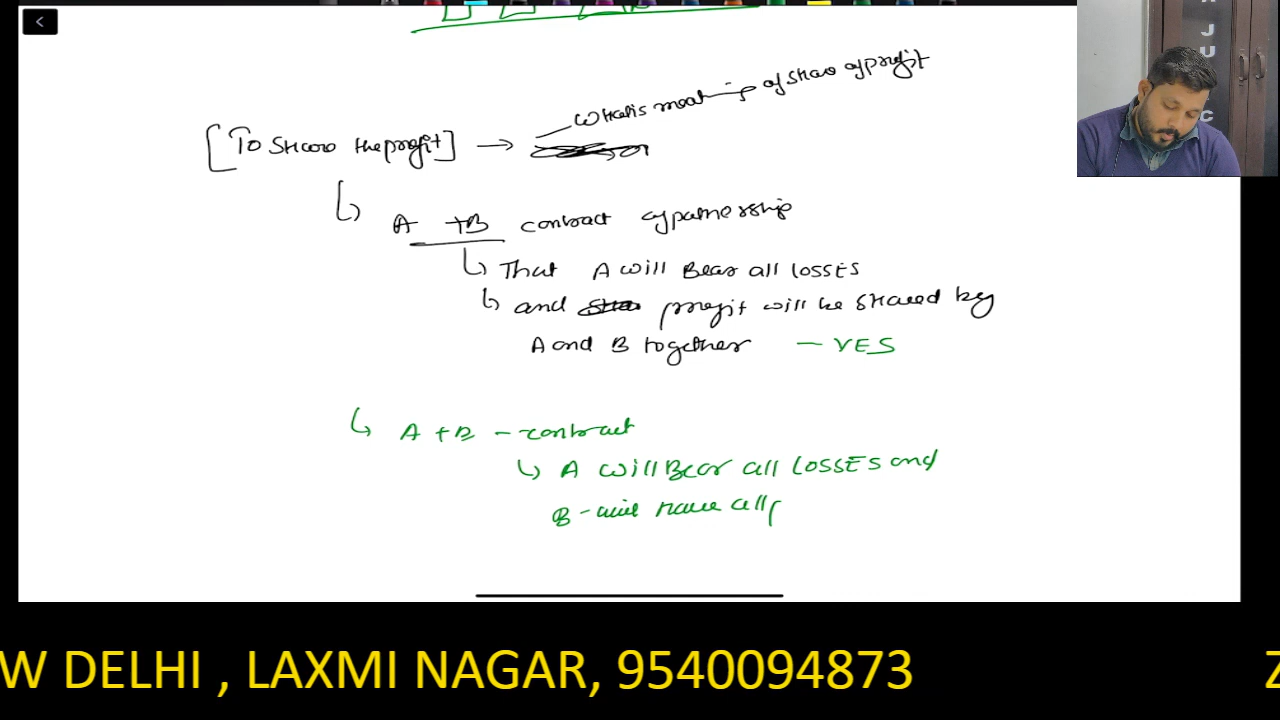 What is meaning of Share of profit
[To Share the profit] →
A + B contract of partnership
That A will Bear all losses
and profit will be shared by
A and B together — YES
A + B - contract
A will Bear all losses and
B - will have all p
J
U
C
W DELHI , LAXMI NAGAR, 9540094873
Z